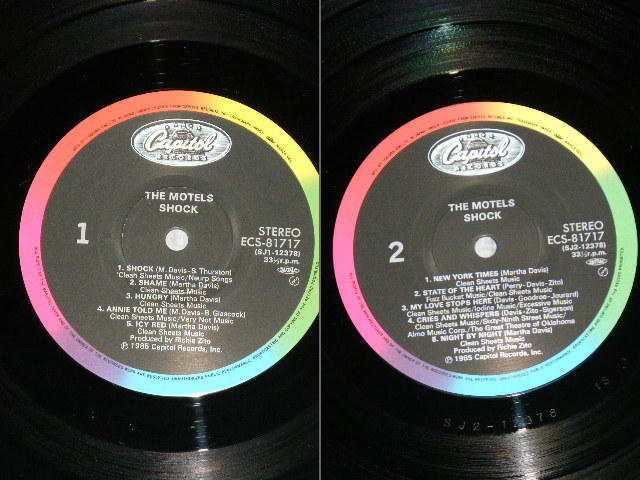 Capitol
RECORDS
THE MOTELS
SHOCK
1
STEREO
ECS-81717
(SJ1-12378)
33⅓ r.p.m.
1. SHOCK (M. Davis-S. Thurston)
'Clean Sheets Music/Nwurp Songs
2. SHAME (Martha Davis)
Clean Sheets Music
3. HUNGRY (Martha Davis)
Clean Sheets Music
4. ANNIE TOLD ME (M. Davis-B. Glascock)
Clean Sheets Music/Very Not Music
5. ICY RED (Martha Davis)
Clean Sheets Music
Produced by Richie Zito
Ⓟ 1985 Capitol Records, Inc.
Capitol
RECORDS
THE MOTELS
SHOCK
2
STEREO
ECS-81717
(SJ2-12378)
33⅓ r.p.m.
1. NEW YORK TIMES (Martha Davis)
Clean Sheets Music
2. STATE OF THE HEART (Perry-Davis-Zito)
Fuzz Bucket Music/Clean Sheets Music
3. MY LOVE STOPS HERE (Davis-Goodroe-Jourard)
Clean Sheets Music/Iodine Music/Excessive Music
4. CRIES AND WHISPERS (Davis-Zito-Sigerson)
Clean Sheets Music/Sixty-Ninth Street Music/
Almo Music Corp./The Great Theatre of Oklahoma
5. NIGHT BY NIGHT (Martha Davis)
Clean Sheets Music
Produced by Richie Zito
Ⓟ 1985 Capitol Records, Inc.
SJ2-12378